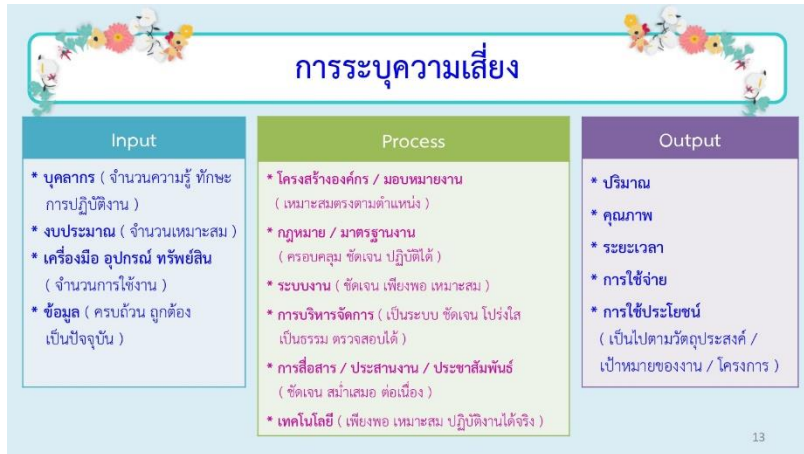 การระบุความเสี่ยง
Input
* บุคลากร ( จำนวนความรู้ ทักษะ
การปฏิบัติงาน )
* งบประมาณ ( จำนวนเหมาะสม )
* เครื่องมือ อุปกรณ์ ทรัพย์สิน
( จำนวนการใช้งาน )
* ข้อมูล ( ครบถ้วน ถูกต้อง
เป็นปัจจุบัน )
Process
* โครงสร้างองค์กร / มอบหมายงาน
( เหมาะสมตรงตามตำแหน่ง )
* กฎหมาย / มาตรฐานงาน
( ครอบคลุม ชัดเจน ปฏิบัติได้ )
* ระบบงาน ( ชัดเจน เพียงพอ เหมาะสม )
* การบริหารจัดการ ( เป็นระบบ ชัดเจน โปร่งใส
เป็นธรรม ตรวจสอบได้ )
* การสื่อสาร / ประสานงาน / ประชาสัมพันธ์
( ชัดเจน สม่ำเสมอ ต่อเนื่อง )
* เทคโนโลยี ( เพียงพอ เหมาะสม ปฏิบัติงานได้จริง )
Output
* ปริมาณ
* คุณภาพ
* ระยะเวลา
* การใช้จ่าย
* การใช้ประโยชน์
( เป็นไปตามวัตถุประสงค์ /
เป้าหมายของงาน / โครงการ )
13